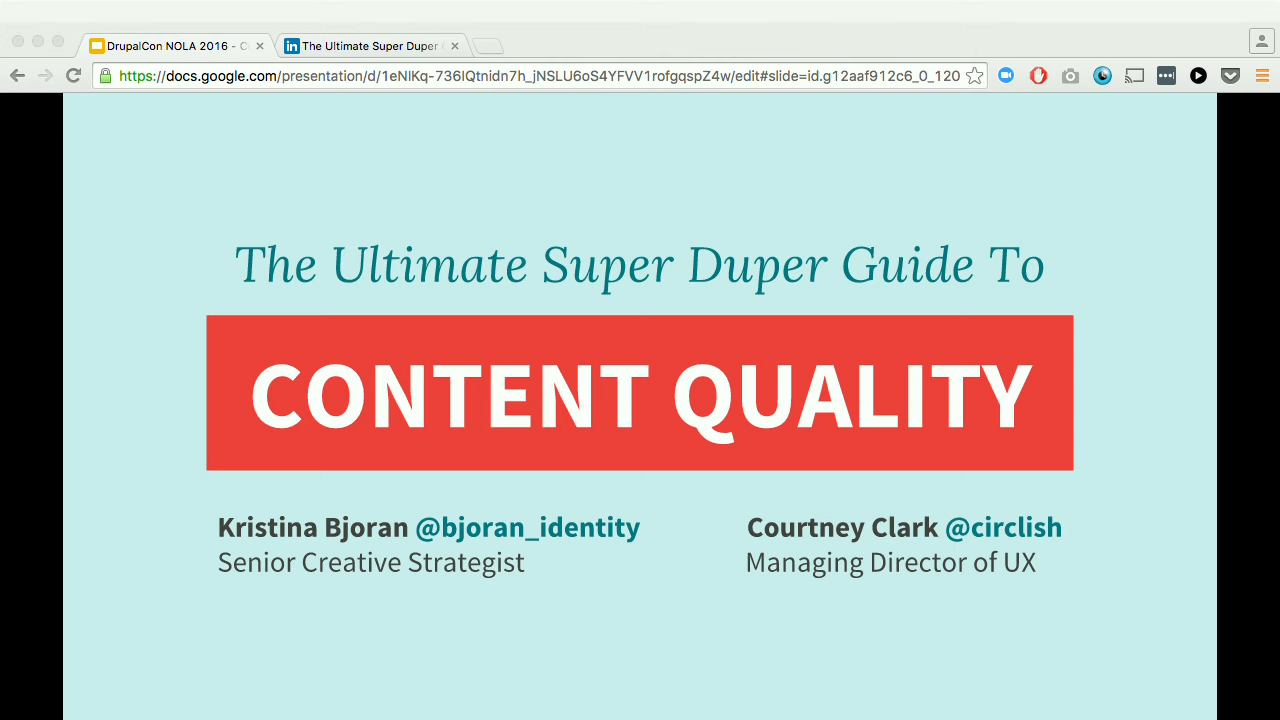 DrupalCon NOLA 2016 - C
The Ultimate Super Duper
https://docs.google.com/presentation/d/1eNlKq-736IQtnidn7h_jNSLU6oS4YFVV1rofgqspZ4w/edit#slide=id.g12aaf912c6_0_120
The Ultimate Super Duper Guide To
CONTENT QUALITY
Kristina Bjoran @bjoran_identity
Senior Creative Strategist
Courtney Clark @circlish
Managing Director of UX